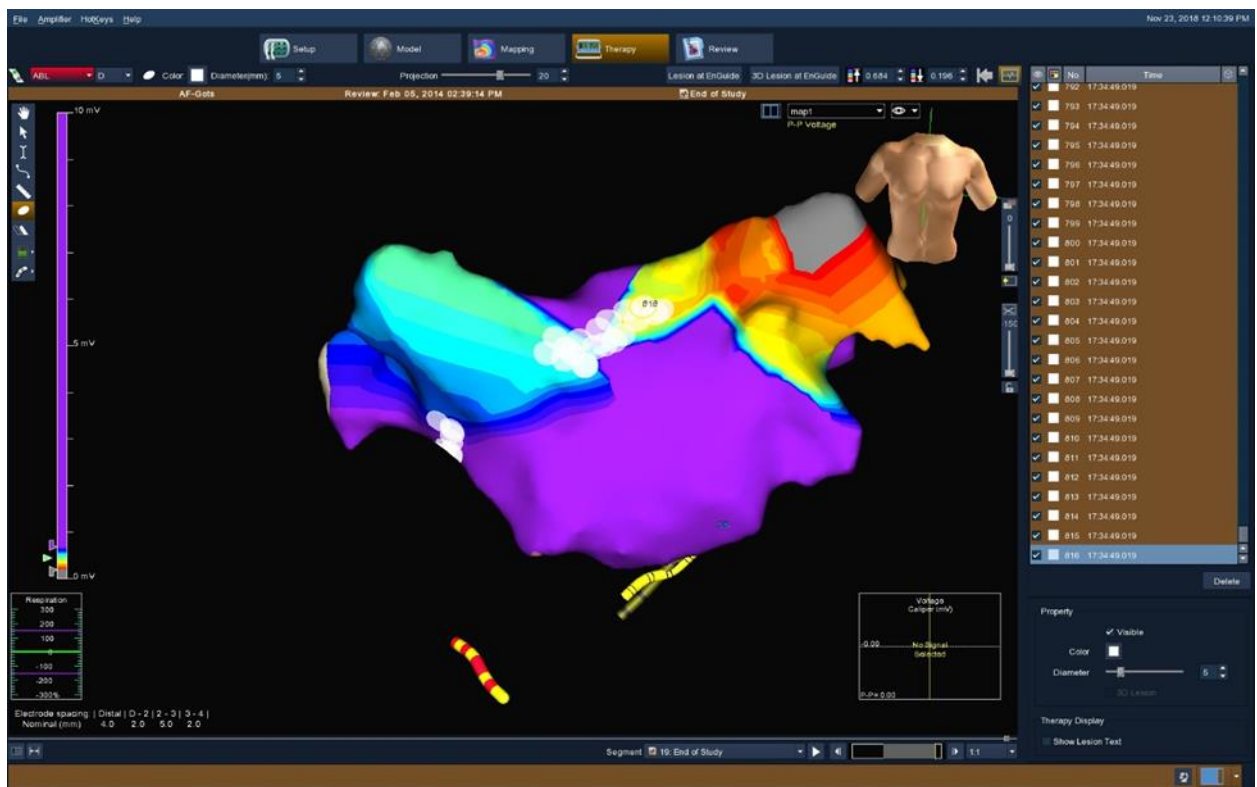 File Amplifier HotKeys Help
Nov 23, 2018 12:10:39 PM
Setup Model Mapping Therapy Review
ABL D Color Diameter(mm): 5 Projection 20 Lesion at EnGuide 3D Lesion at EnGuide 0.684 0.196
AF-Gots Review: Feb 05, 2014 02:39:14 PM End of Study
No Time
792 17:34:49.019
793 17:34:49.019
794 17:34:49.019
795 17:34:49.019
796 17:34:49.019
797 17:34:49.019
798 17:34:49.019
799 17:34:49.019
800 17:34:49.019
801 17:34:49.019
802 17:34:49.019
803 17:34:49.019
804 17:34:49.019
805 17:34:49.019
806 17:34:49.019
807 17:34:49.019
808 17:34:49.019
809 17:34:49.019
810 17:34:49.019
811 17:34:49.019
812 17:34:49.019
813 17:34:49.019
814 17:34:49.019
815 17:34:49.019
816 17:34:49.019
Delete
Property
Visible
Color
Diameter 5
3D Lesion
Therapy Display
Show Lesion Text
10 mV
5 mV
0 mV
map1
P-P Voltage
0
-150
816
Respiration
300
200
100
0
-100
-200
-300%
Voltage
Caliper (mV)
-0.00 No Signal
Selected
P-P= 0.00
Electrode spacing: | Distal | D - 2 | 2 - 3 | 3 - 4 |
Nominal (mm) 4.0 2.0 5.0 2.0
Segment 19: End of Study 1:1